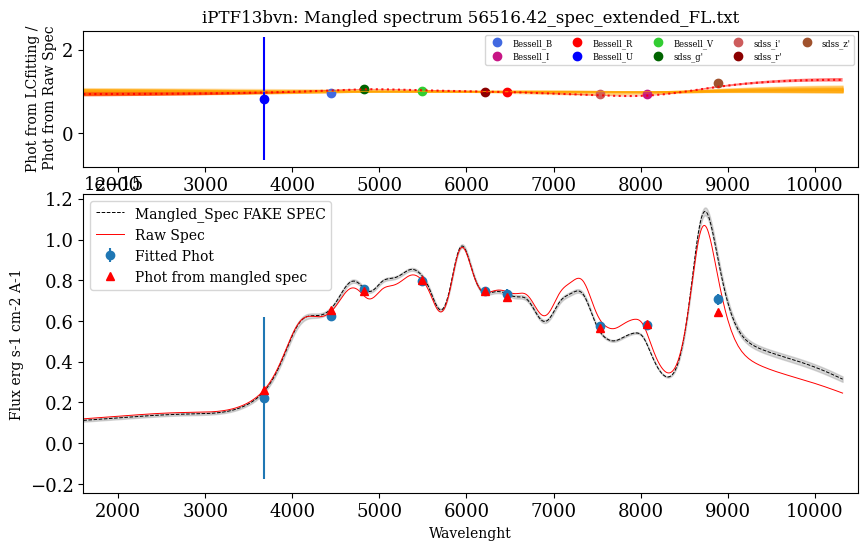 iPTF13bvn: Mangled spectrum 56516.42_spec_extended_FL.txt
Phot from LCfitting /
Phot from Raw Spec
2
0
Bessell_B Bessell_R Bessell_V sdss_i' sdss_z'
Bessell_I Bessell_U sdss_g' sdss_r'
2000 3000 4000 5000 6000 7000 8000 9000 10000
1e−15
Flux erg s-1 cm-2 A-1
1.2
1.0
0.8
0.6
0.4
0.2
0.0
−0.2
Mangled_Spec FAKE SPEC
Raw Spec
Fitted Phot
Phot from mangled spec
2000 3000 4000 5000 6000 7000 8000 9000 10000
Wavelenght